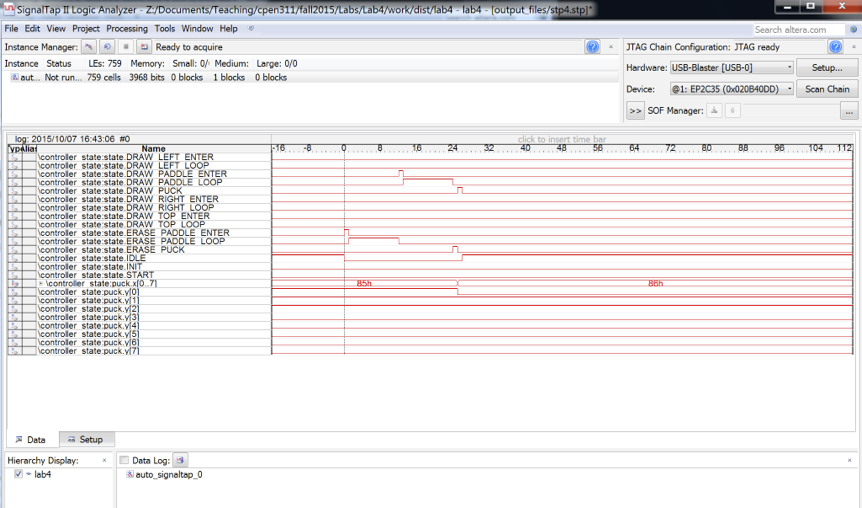 SignalTap II Logic Analyzer - Z:/Documents/Teaching/cpen311/fall2015/Labs/Lab4/work/dist/lab4 - lab4 - [output_files/stp4.stp]*
File Edit View Project Processing Tools Window Help
Search altera.com
Instance Manager: Ready to acquire
JTAG Chain Configuration: JTAG ready
Instance Status LEs: 759 Memory: Small: 0/ Medium: Large: 0/0
aut... Not run... 759 cells 3968 bits 0 blocks 1 blocks 0 blocks
Hardware: USB-Blaster [USB-0] Setup...
Device: @1: EP2C35 (0x020B40DD) Scan Chain
>> SOF Manager: ...
log: 2015/10/07 16:43:06 #0 click to insert time bar
Name -16 -8 0 8 16 24 32 40 48 56 64 72 80 88 96 104 112
\controller_state:state.DRAW_LEFT_ENTER
\controller_state:state.DRAW_LEFT_LOOP
\controller_state:state.DRAW_PADDLE_ENTER
\controller_state:state.DRAW_PADDLE_LOOP
\controller_state:state.DRAW_PUCK
\controller_state:state.DRAW_RIGHT_ENTER
\controller_state:state.DRAW_RIGHT_LOOP
\controller_state:state.DRAW_TOP_ENTER
\controller_state:state.DRAW_TOP_LOOP
\controller_state:state.ERASE_PADDLE_ENTER
\controller_state:state.ERASE_PADDLE_LOOP
\controller_state:state.ERASE_PUCK
\controller_state:state.IDLE
\controller_state:state.INIT
\controller_state:state.START
\controller_state:puck.x[0..7] 85h 86h
\controller_state:puck.y[0]
\controller_state:puck.y[1]
\controller_state:puck.y[2]
\controller_state:puck.y[3]
\controller_state:puck.y[4]
\controller_state:puck.y[5]
\controller_state:puck.y[6]
\controller_state:puck.y[7]
Data Setup
Hierarchy Display: Data Log:
lab4 auto_signaltap_0